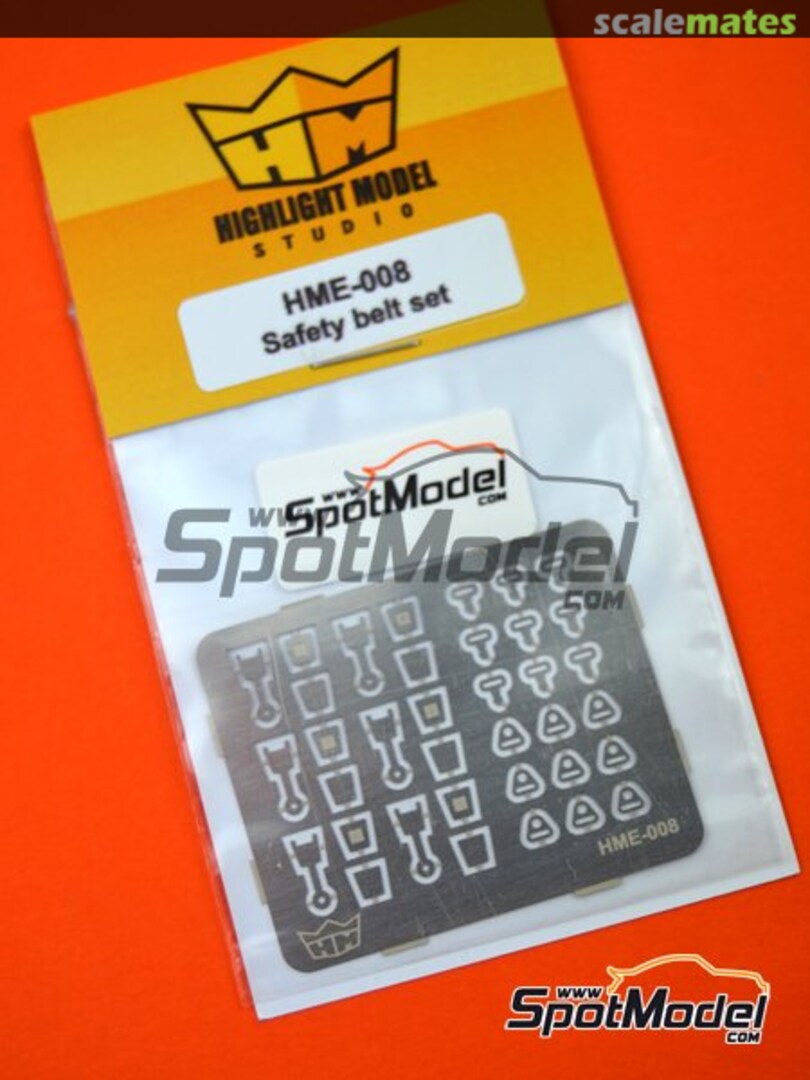 scalemates
HM
HIGHLIGHT MODEL
STUDIO
HME-008
Safety belt set
www.
SpotModel
.COM
www.
SpotModel
.COM
HME-008
HM
www.
SpotModel
.COM